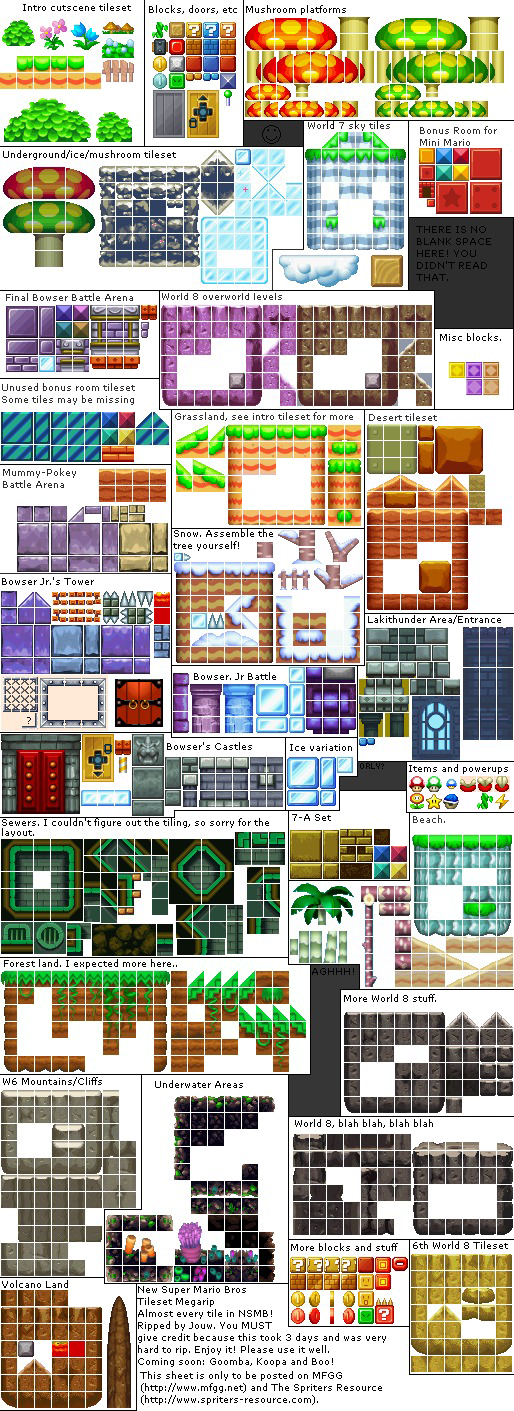 Intro cutscene tileset
Blocks, doors, etc
Mushroom platforms
Underground/ice/mushroom tileset
World 7 sky tiles
Bonus Room for
Mini Mario
THERE IS NO
BLANK SPACE
HERE! YOU
DIDN'T READ
THAT.
Final Bowser Battle Arena
World 8 overworld levels
Misc blocks.
Unused bonus room tileset
Some tiles may be missing
Grassland, see intro tileset for more
Desert tileset
Mummy-Pokey
Battle Arena
Snow. Assemble the
tree yourself!
Bowser Jr.'s Tower
Lakithunder Area/Entrance
Bowser. Jr Battle
?
Bowser's Castles
Ice variation
ORLY?
Items and powerups
Sewers. I couldn't figure out the tiling, so sorry for the
layout.
7-A Set
Beach.
Forest land. I expected more here..
AGHHH!
More World 8 stuff.
W6 Mountains/Cliffs
Underwater Areas
World 8, blah blah, blah blah
More blocks and stuff
6th World 8 Tileset
Volcano Land
New Super Mario Bros
Tileset Megarip
Almost every tile in NSMB!
Ripped by Jouw. You MUST
give credit because this took 3 days and was very
hard to rip. Enjoy it! Please use it well.
Coming soon: Goomba, Koopa and Boo!
This sheet is only to be posted on MFGG
(http://www.mfgg.net) and The Spriters Resource
(http://www.spriters-resource.com).